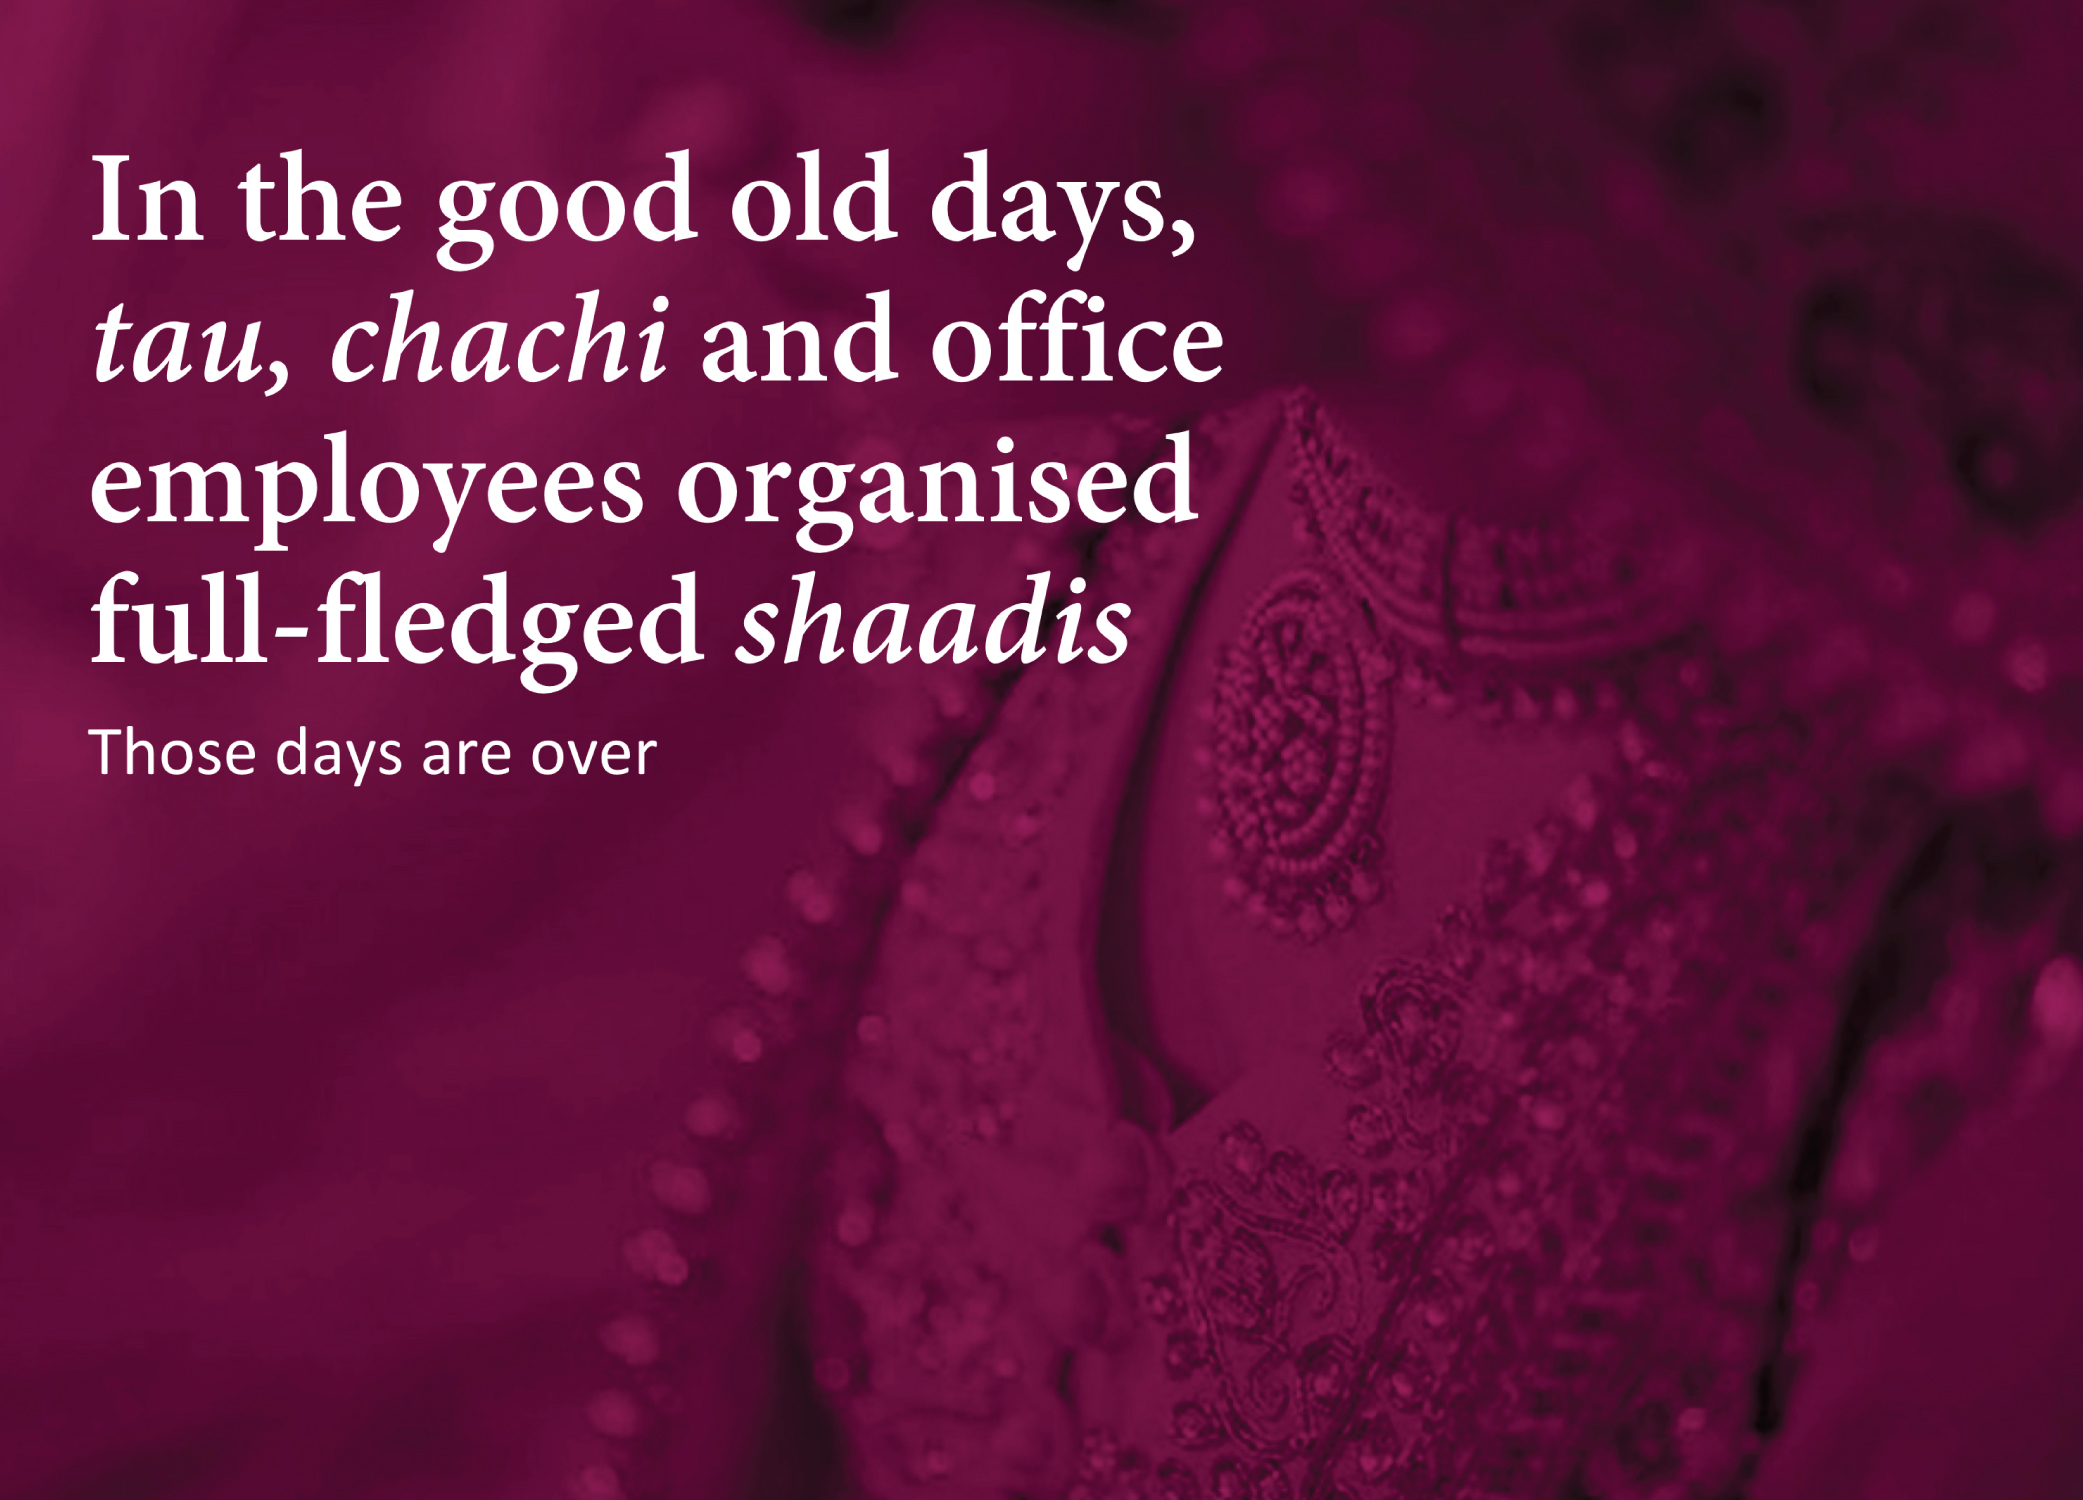 In the good old days,
tau, chachi and office
employees organised
full-fledged shaadis
Those days are over